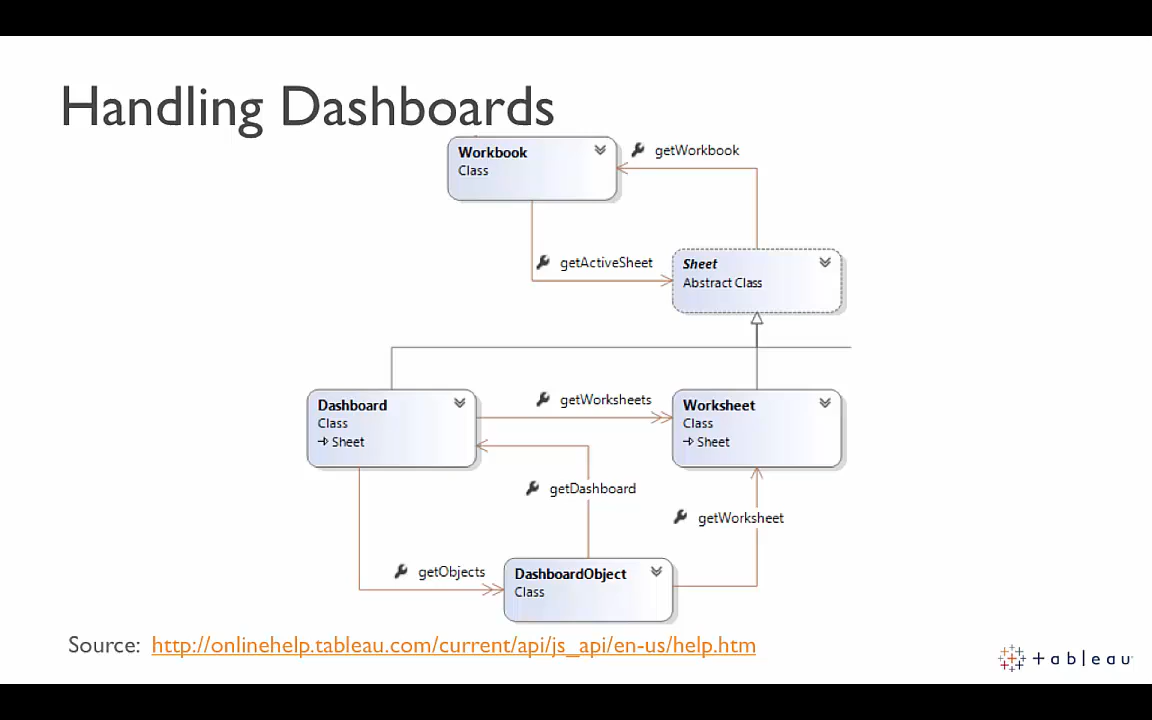 Handling Dashboards
Workbook
Class
getWorkbook
getActiveSheet
Sheet
Abstract Class
Dashboard
Class
Sheet
getWorksheets
Worksheet
Class
Sheet
getDashboard
getWorksheet
getObjects
DashboardObject
Class
Source: http://onlinehelp.tableau.com/current/api/js_api/en-us/help.htm
tableau